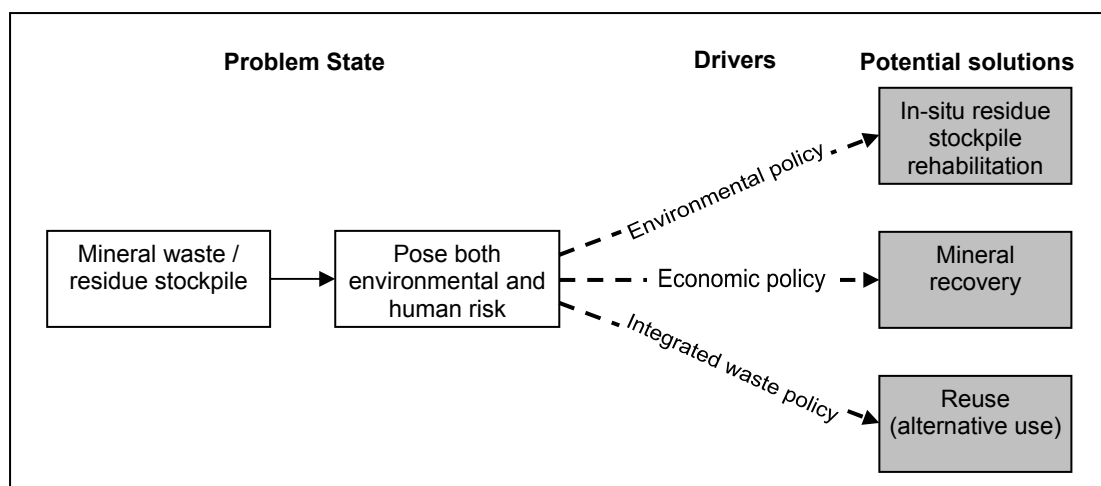 Problem State
Drivers
Potential solutions
In-situ residue
stockpile
rehabilitation
Environmental policy
Mineral waste /
residue stockpile
Pose both
environmental and
human risk
Economic policy
Mineral
recovery
Integrated waste policy
Reuse
(alternative use)